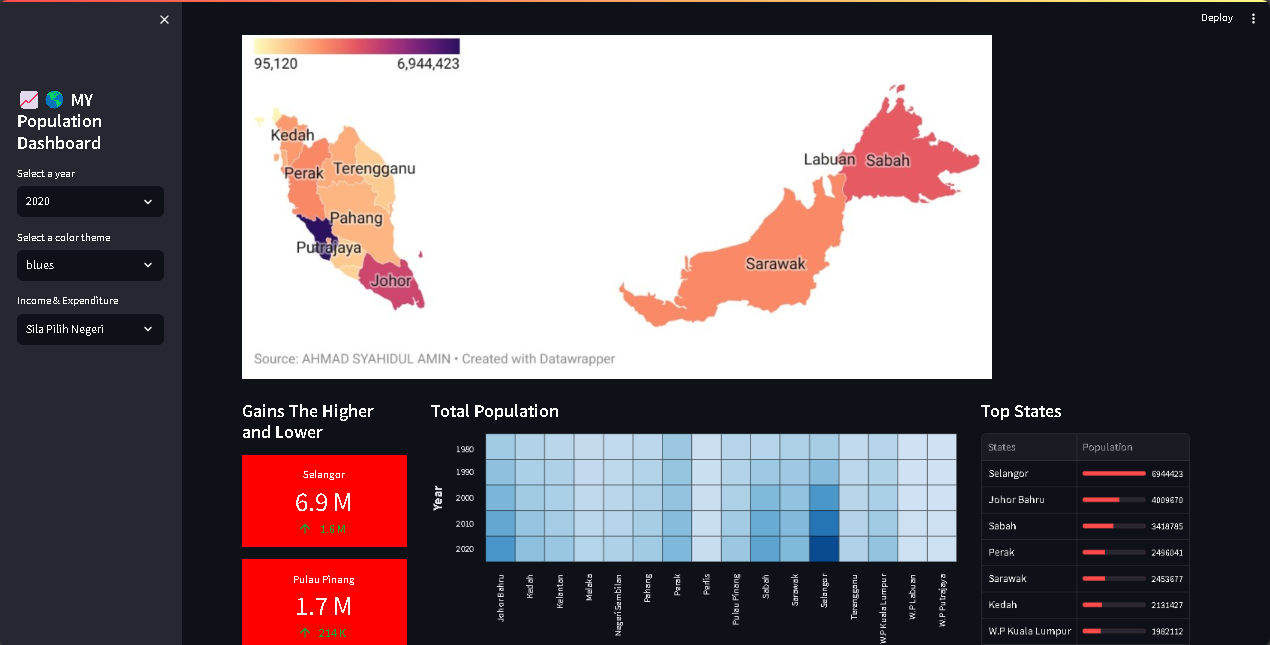 Deploy
MY
Population
Dashboard
Select a year
2020
Select a color theme
blues
Income & Expenditure
Sila Pilih Negeri
95,120 6,944,423
Kedah
Perak
Terengganu
Pahang
Putrajaya
Johor
Labuan
Sabah
Sarawak
Source: AHMAD SYAHIDUL AMIN • Created with Datawrapper
Gains The Higher
and Lower
Selangor
6.9 M
↑ 1.6 M
Pulau Pinang
1.7 M
↑ 214 K
Total Population
Year
1980
1990
2000
2010
2020
Johor Bahru
Kedah
Kelantan
Melaka
Negeri Sembilan
Pahang
Perak
Perlis
Pulau Pinang
Sabah
Sarawak
Selangor
Terengganu
W.P Kuala Lumpur
W.P Labuan
W.P Putrajaya
Top States
States Population
Selangor 6944423
Johor Bahru 4009670
Sabah 3418785
Perak 2496041
Sarawak 2453677
Kedah 2131427
W.P Kuala Lumpur 1982112